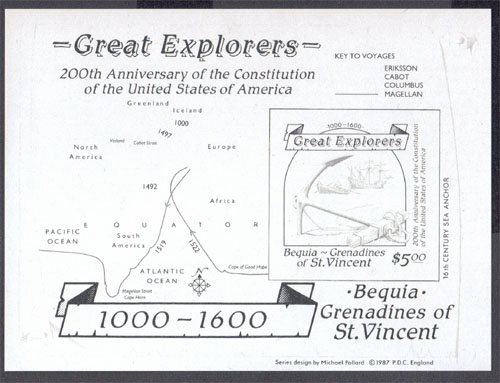 Great Explorers
200th Anniversary of the Constitution
of the United States of America
KEY TO VOYAGES
ERIKSSON
CABOT
COLUMBUS
MAGELLAN
Greenland
Iceland
1000
1497
Vinland
Cabot Strait
North
America
Europe
1492
Africa
EQUATOR
PACIFIC
OCEAN
South
America
1519
1522
ATLANTIC
OCEAN
Cape of Good Hope
Magellan Strait
Cape Horn
1000-1600
Great Explorers
200th Anniversary of the Constitution
of the United States of America
Bequia ~ Grenadines
of St.Vincent
$5.00
16th CENTURY SEA ANCHOR
1000-1600
·Bequia·
Grenadines of
St.Vincent
Series design by Michael Pollard © 1987 P.D.C. England